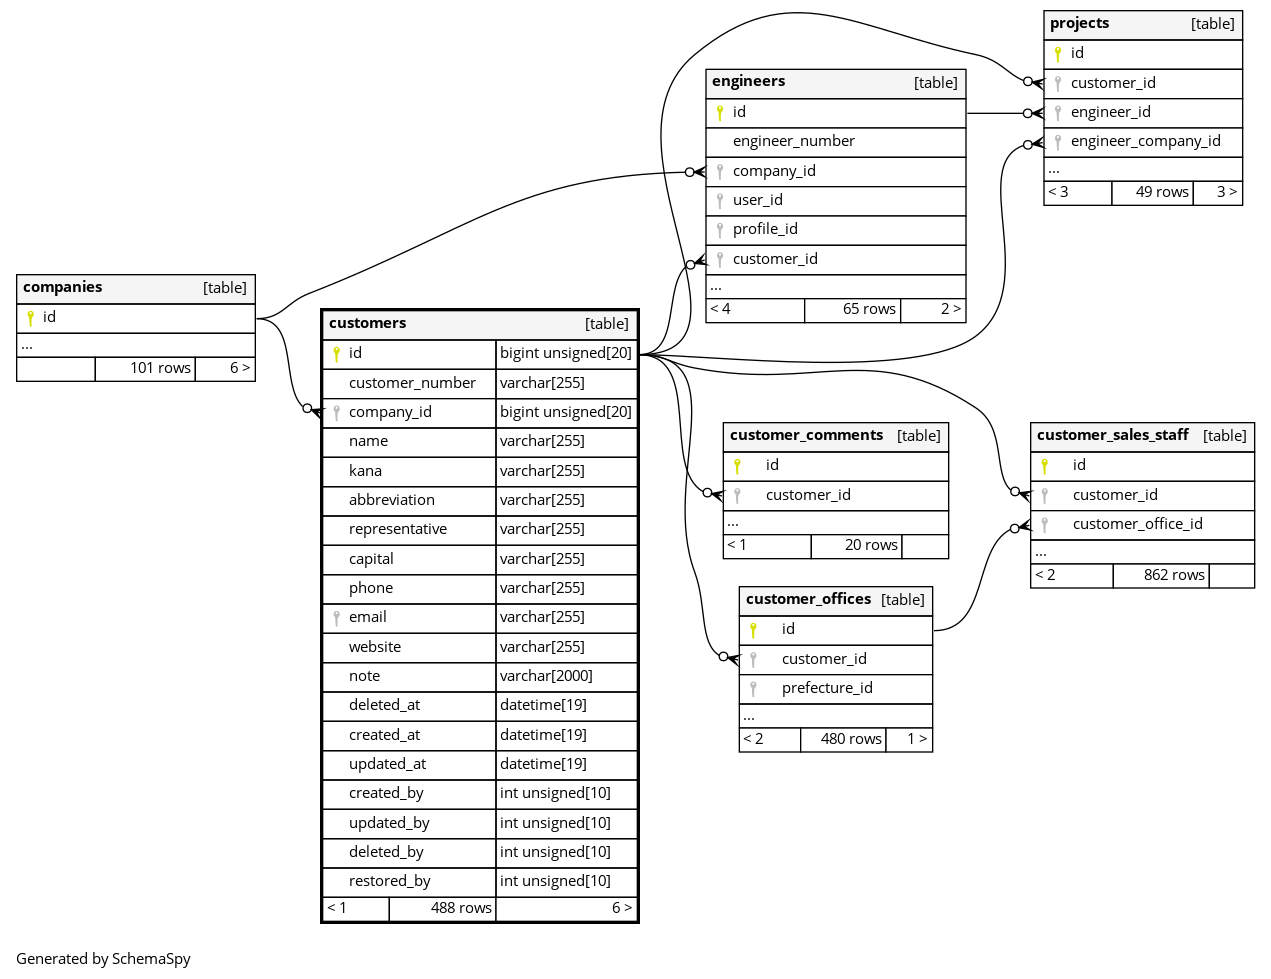 projects [table]
id
customer_id
engineer_id
engineer_company_id
...
< 3 49 rows 3 >
engineers [table]
id
engineer_number
company_id
user_id
profile_id
customer_id
...
< 4 65 rows 2 >
companies [table]
id
...
101 rows 6 >
customers [table]
id bigint unsigned[20]
customer_number varchar[255]
company_id bigint unsigned[20]
name varchar[255]
kana varchar[255]
abbreviation varchar[255]
representative varchar[255]
capital varchar[255]
phone varchar[255]
email varchar[255]
website varchar[255]
note varchar[2000]
deleted_at datetime[19]
created_at datetime[19]
updated_at datetime[19]
created_by int unsigned[10]
updated_by int unsigned[10]
deleted_by int unsigned[10]
restored_by int unsigned[10]
< 1 488 rows 6 >
customer_comments [table]
id
customer_id
...
< 1 20 rows
customer_sales_staff [table]
id
customer_id
customer_office_id
...
< 2 862 rows
customer_offices [table]
id
customer_id
prefecture_id
...
< 2 480 rows 1 >
Generated by SchemaSpy